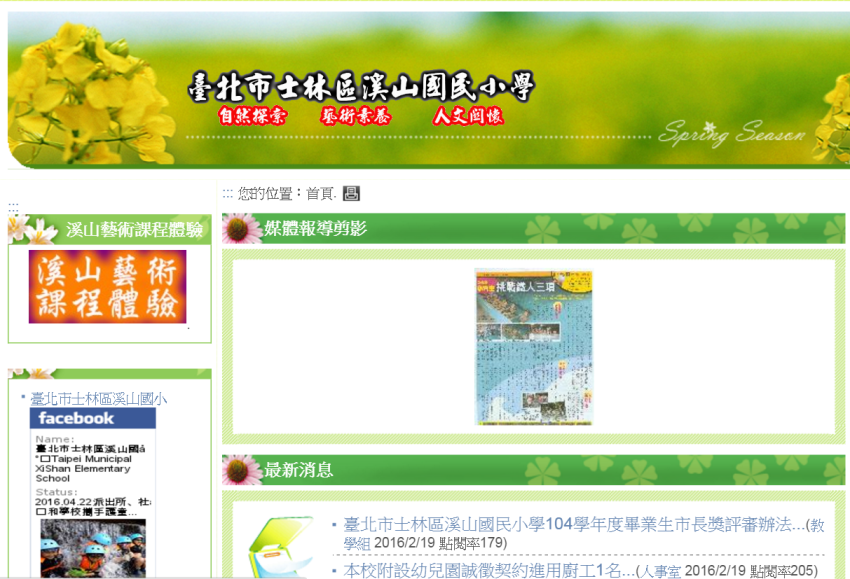 臺北市士林區溪山國民小學
自然探索 藝術素養 人文關懷
Spring Season
::: 您的位置：首頁.
:::
溪山藝術課程體驗
溪山藝術
課程體驗
媒體報導剪影
挑戰鐵人三項
臺北市士林區溪山國小
facebook
Name:
臺北市士林區溪山國å
°□Taipei Municipal
XiShan Elementary
School
Status:
2016.04.22派出所、社
□和學校攜手護童...
最新消息
臺北市士林區溪山國民小學104學年度畢業生市長獎評審辦法...(教
學組 2016/2/19 點閱率179)
本校附設幼兒園誠徵契約進用廚工1名...(人事室 2016/2/19 點閱率205)